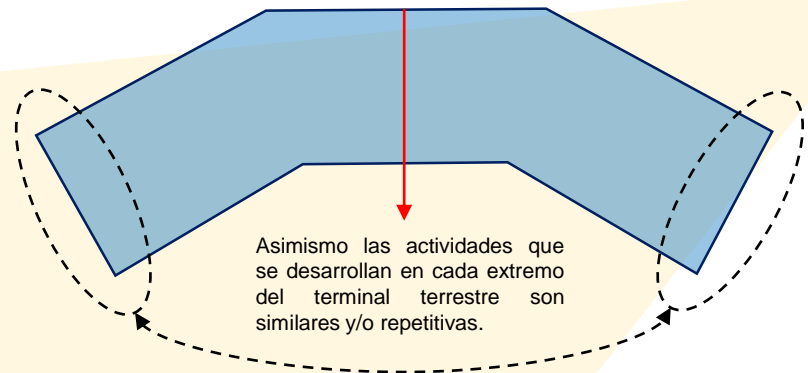 Asimismo las actividades que
se desarrollan en cada extremo
del terminal terrestre son
similares y/o repetitivas.